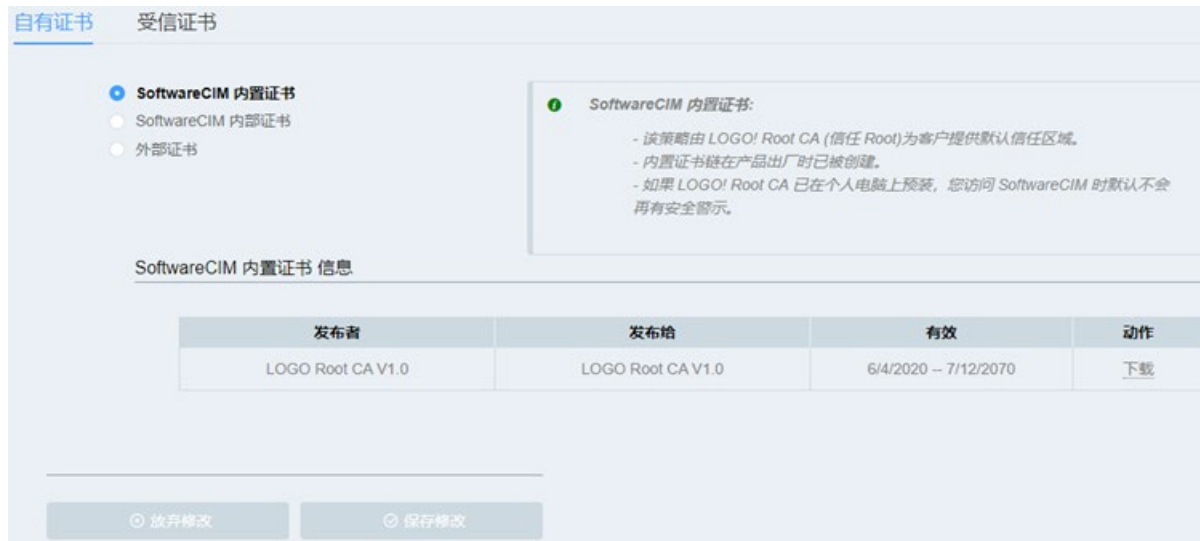 自有证书 受信证书
SoftwareCIM 内置证书
SoftwareCIM 内部证书
外部证书
SoftwareCIM 内置证书:
- 该策略由 LOGO! Root CA (信任 Root)为客户提供默认信任区域。
- 内置证书链在产品出厂时已被创建。
- 如果 LOGO! Root CA 已在个人电脑上预装，您访问 SoftwareCIM 时默认不会
再有安全警示。
SoftwareCIM 内置证书 信息
发布者 发布给 有效 动作
LOGO Root CA V1.0 LOGO Root CA V1.0 6/4/2020 -- 7/12/2070 下载
放弃修改 保存修改